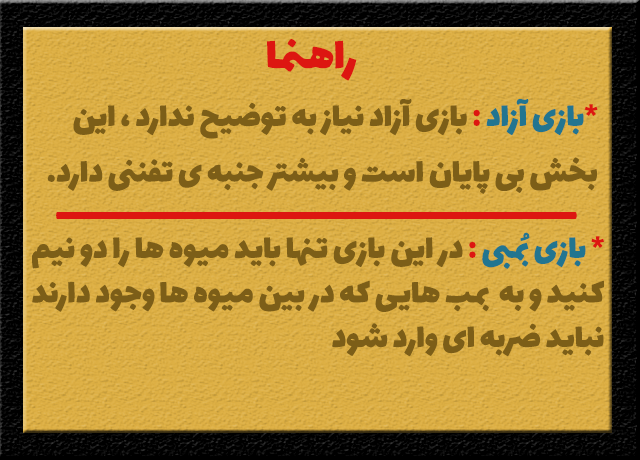 راهنما
*بازی آزاد : بازی آزاد نیاز به توضیح ندارد ، این
بخش بی پایان است و بیشتر جنبه ی تفننی دارد.
* بازی بُمبی : در این بازی تنها باید میوه ها را دو نیم
کنید و به بمب هایی که در بین میوه ها وجود دارند
نباید ضربه ای وارد شود